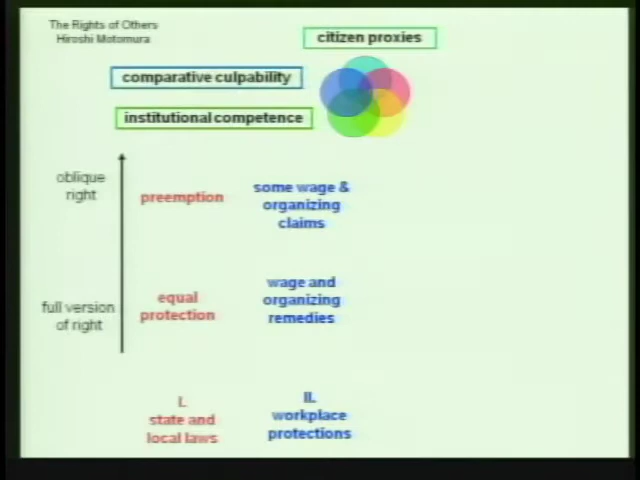 The Rights of Others
Hiroshi Motomura
citizen proxies
comparative culpability
institutional competence
oblique
right
preemption
some wage &
organizing
claims
full version
of right
equal
protection
wage and
organizing
remedies
I.
state and
local laws
II.
workplace
protections